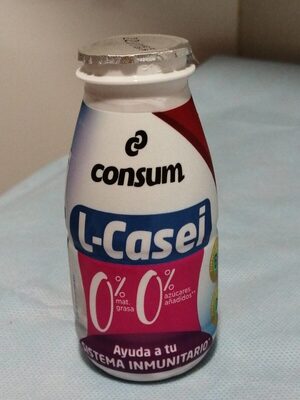 consum
L-Casei
0% mat. grasa
0% azúcares añadidos**
Ayuda a tu
SISTEMA INMUNITARIO*